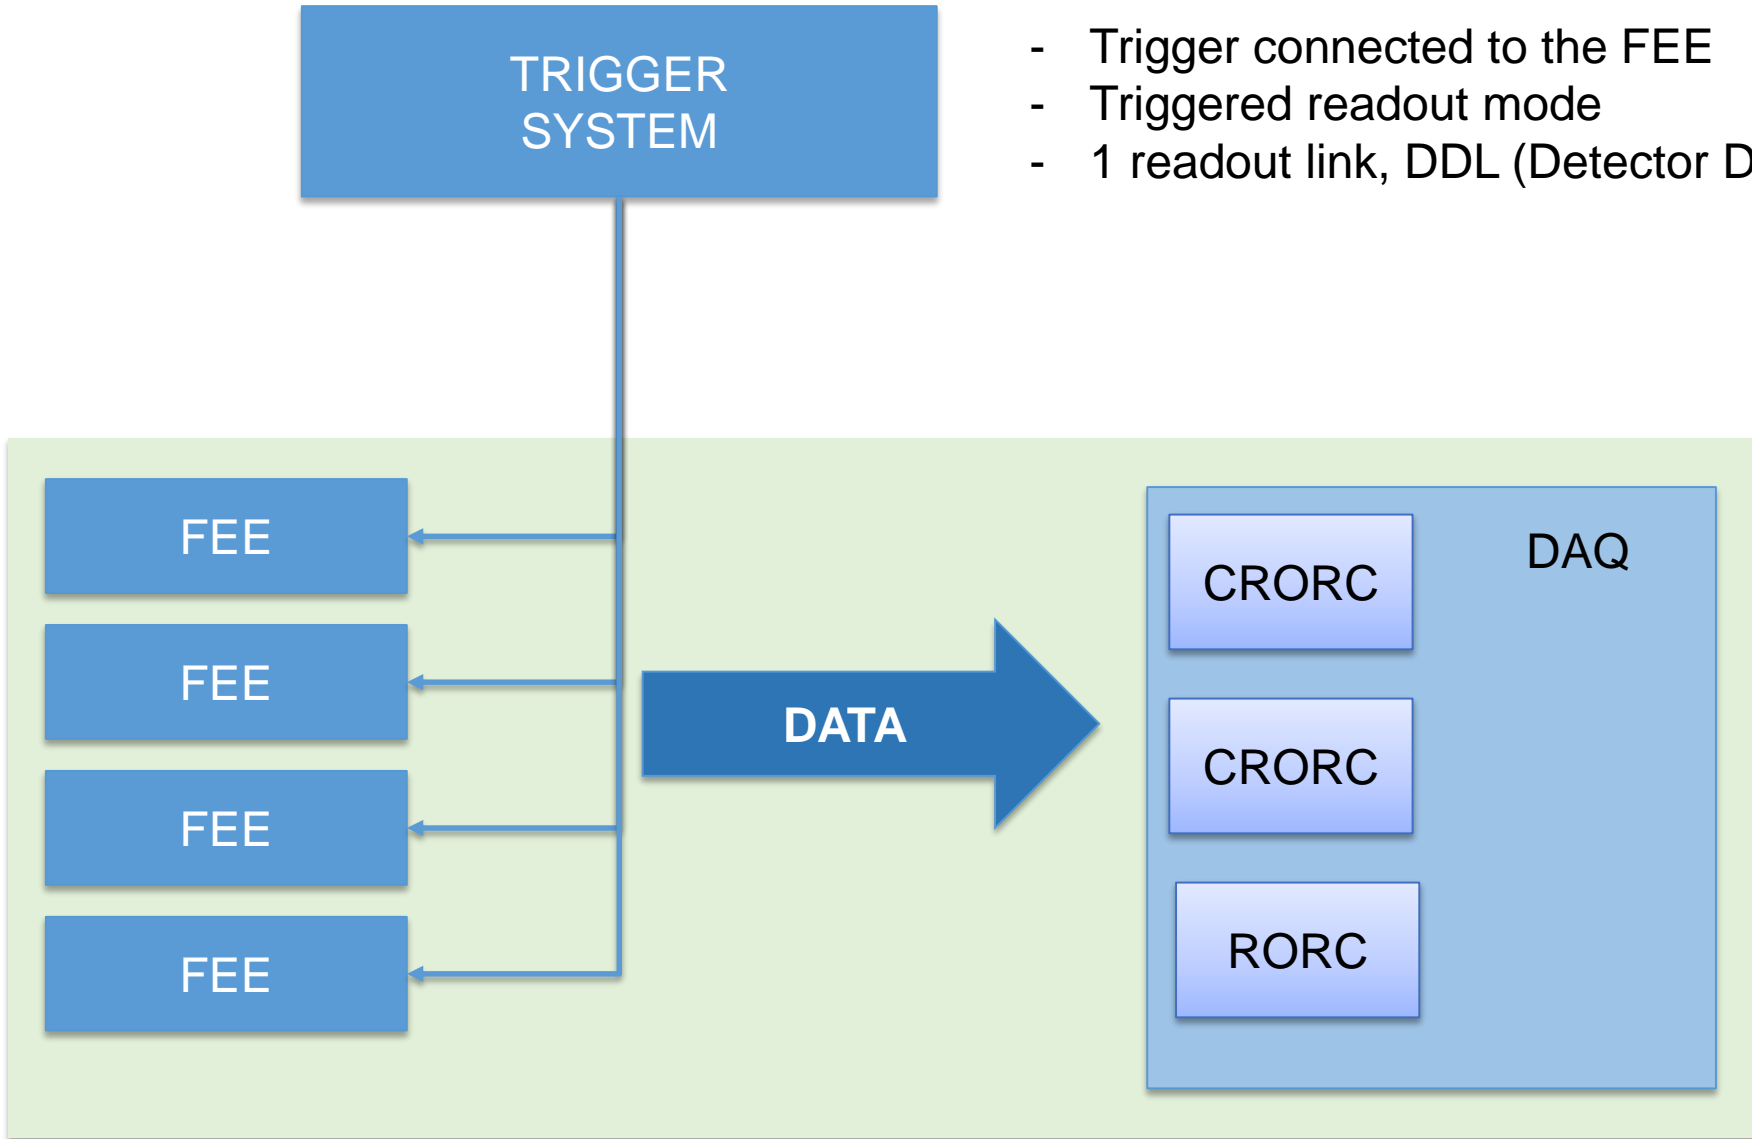 TRIGGER
SYSTEM
- Trigger connected to the FEE
- Triggered readout mode
- 1 readout link, DDL (Detector D
FEE
FEE
FEE
FEE
DATA
DAQ
CRORC
CRORC
RORC